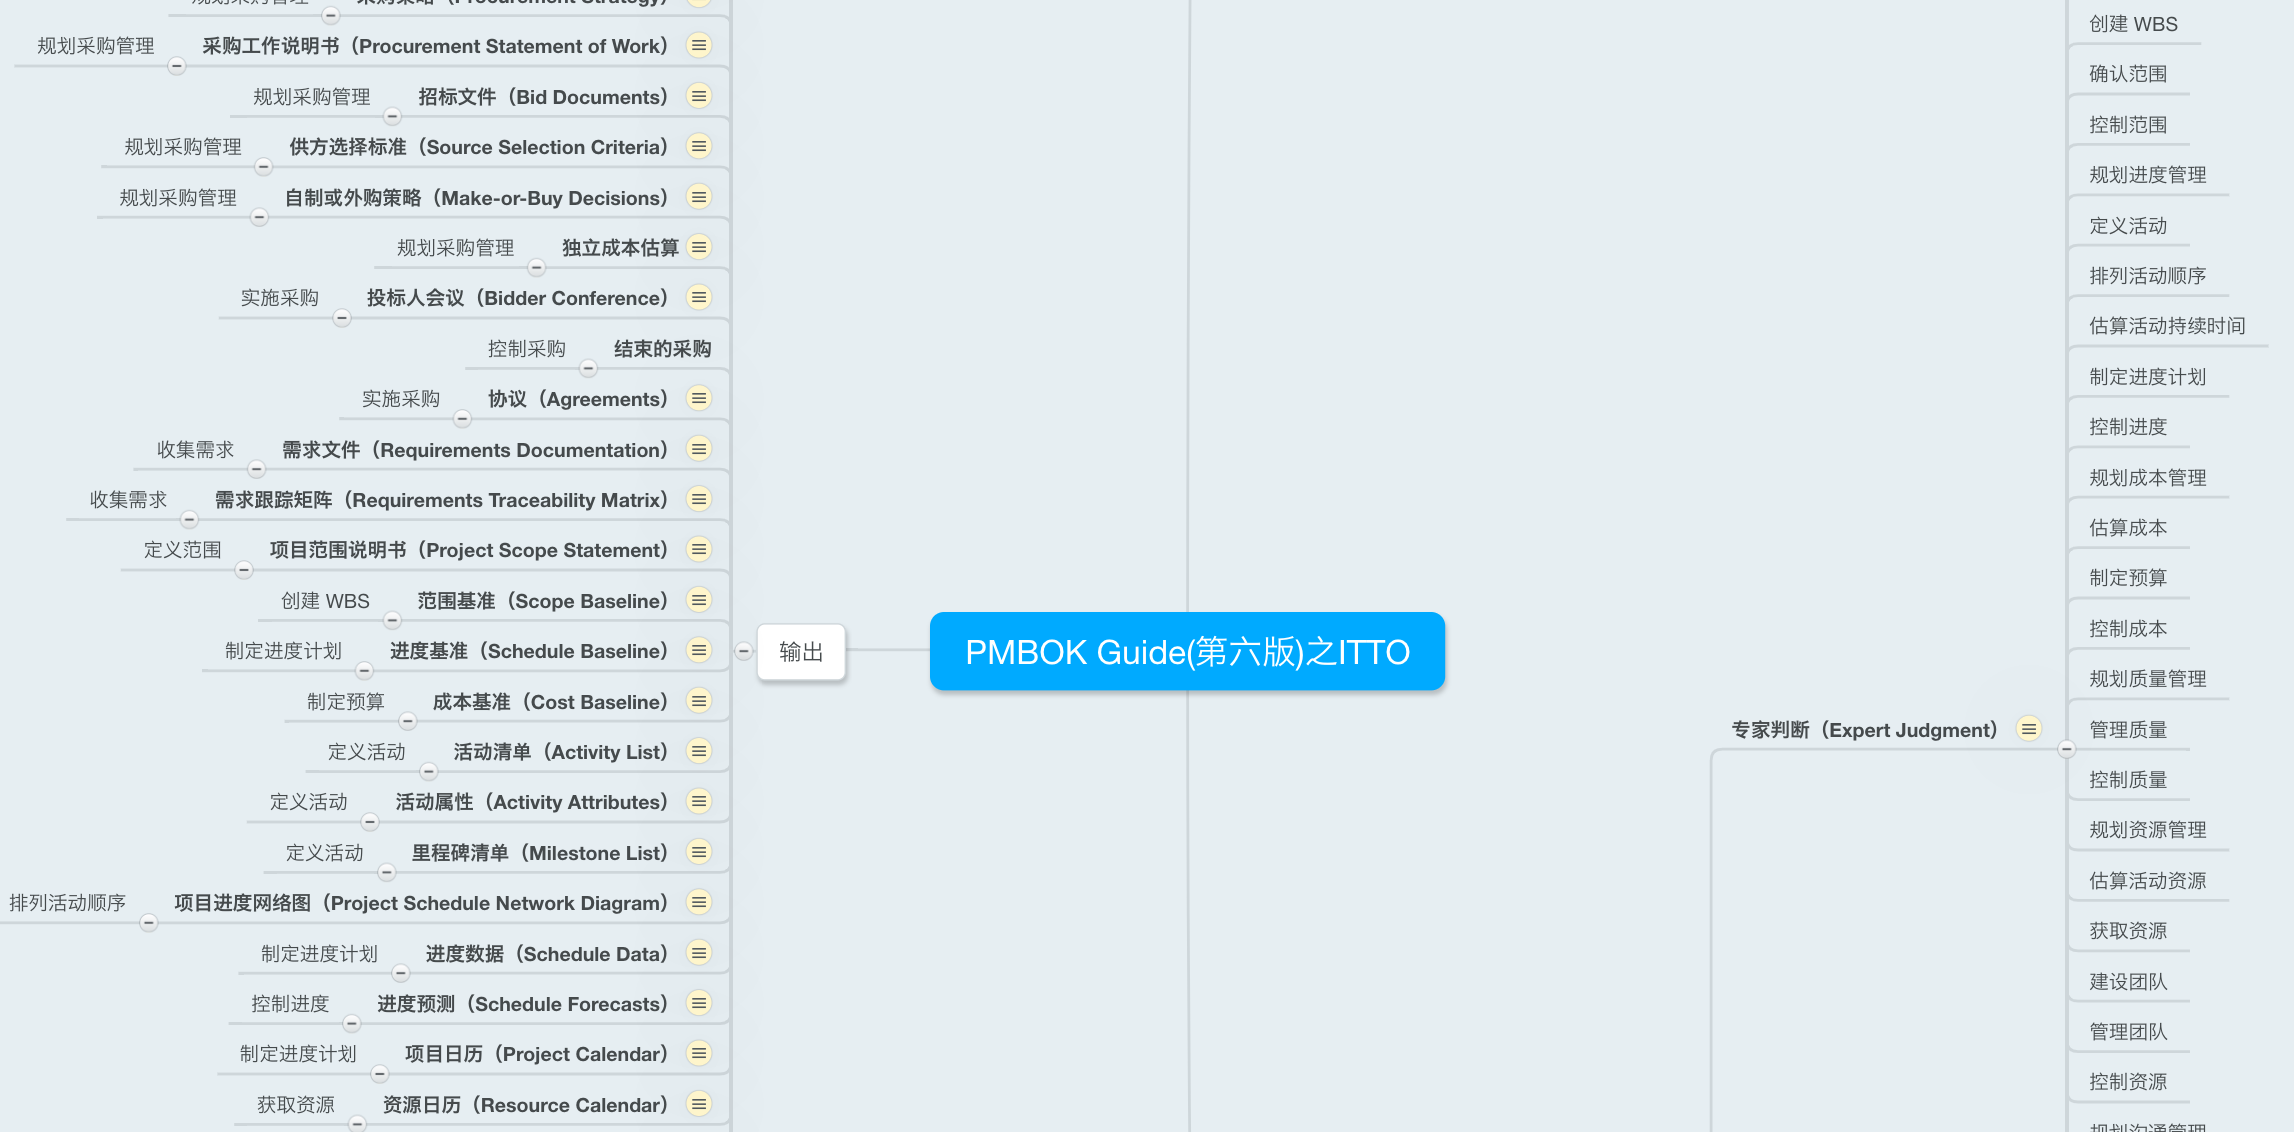 规划采购管理 采购策略（Procurement Strategy）
规划采购管理 采购工作说明书（Procurement Statement of Work）
规划采购管理 招标文件（Bid Documents）
规划采购管理 供方选择标准（Source Selection Criteria）
规划采购管理 自制或外购策略（Make-or-Buy Decisions）
规划采购管理 独立成本估算
实施采购 投标人会议（Bidder Conference）
控制采购 结束的采购
实施采购 协议（Agreements）
收集需求 需求文件（Requirements Documentation）
收集需求 需求跟踪矩阵（Requirements Traceability Matrix）
定义范围 项目范围说明书（Project Scope Statement）
创建 WBS 范围基准（Scope Baseline）
制定进度计划 进度基准（Schedule Baseline）
制定预算 成本基准（Cost Baseline）
定义活动 活动清单（Activity List）
定义活动 活动属性（Activity Attributes）
定义活动 里程碑清单（Milestone List）
排列活动顺序 项目进度网络图（Project Schedule Network Diagram）
制定进度计划 进度数据（Schedule Data）
控制进度 进度预测（Schedule Forecasts）
制定进度计划 项目日历（Project Calendar）
获取资源 资源日历（Resource Calendar）
输出
PMBOK Guide(第六版)之ITTO
专家判断（Expert Judgment）
创建 WBS
确认范围
控制范围
规划进度管理
定义活动
排列活动顺序
估算活动持续时间
制定进度计划
控制进度
规划成本管理
估算成本
制定预算
控制成本
规划质量管理
管理质量
控制质量
规划资源管理
估算活动资源
获取资源
建设团队
管理团队
控制资源
规划沟通管理